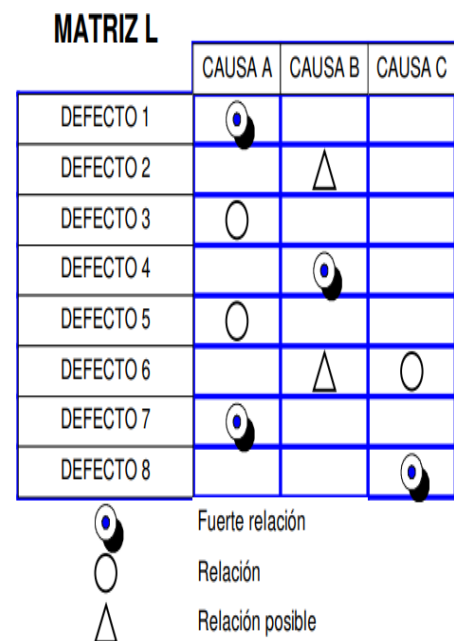 MATRIZ L
CAUSA A CAUSA B CAUSA C
DEFECTO 1
DEFECTO 2
DEFECTO 3
DEFECTO 4
DEFECTO 5
DEFECTO 6
DEFECTO 7
DEFECTO 8
Fuerte relación
Relación
Relación posible